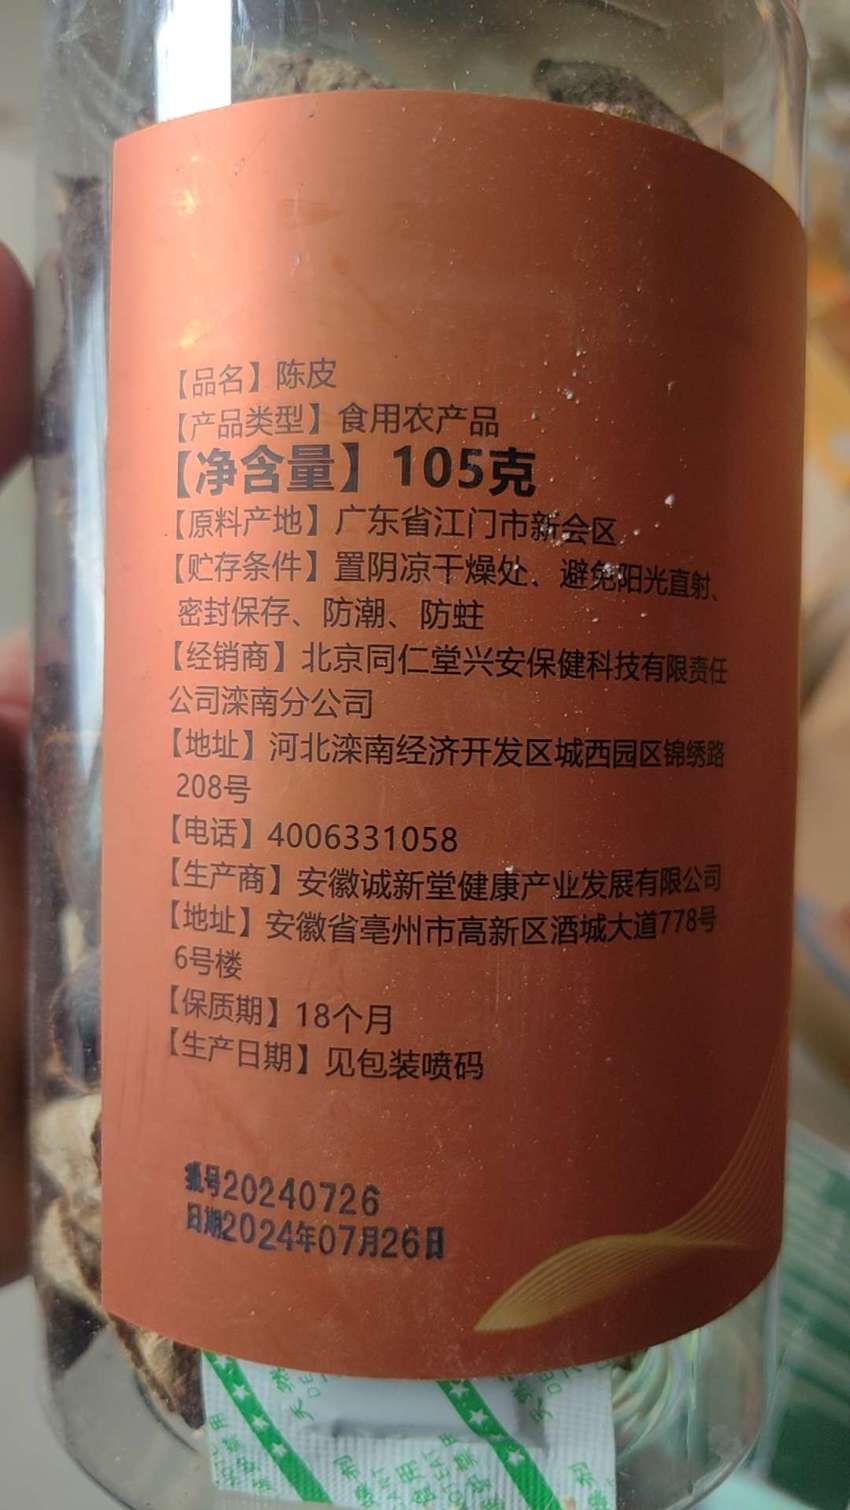 【品名】陈皮
【产品类型】食用农产品
【净含量】105克
【原料产地】广东省江门市新会区
【贮存条件】置阴凉干燥处、避免阳光直射、
密封保存、防潮、防蛀
【经销商】北京同仁堂兴安保健科技有限责任
公司滦南分公司
【地址】河北滦南经济开发区城西园区锦绣路
208号
【电话】4006331058
【生产商】安徽诚新堂健康产业发展有限公司
【地址】安徽省亳州市高新区酒城大道778号
6号楼
【保质期】18个月
【生产日期】见包装喷码
批号20240726
日期2024年07月26日